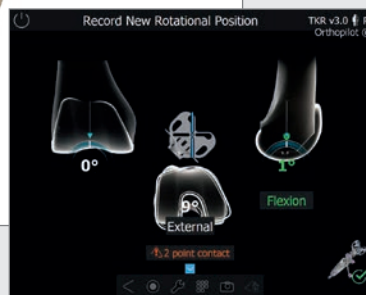 Record New Rotational Position
TKR v3.0
Orthopilot
0°
1°
9°
External
Flexion
2 point contact